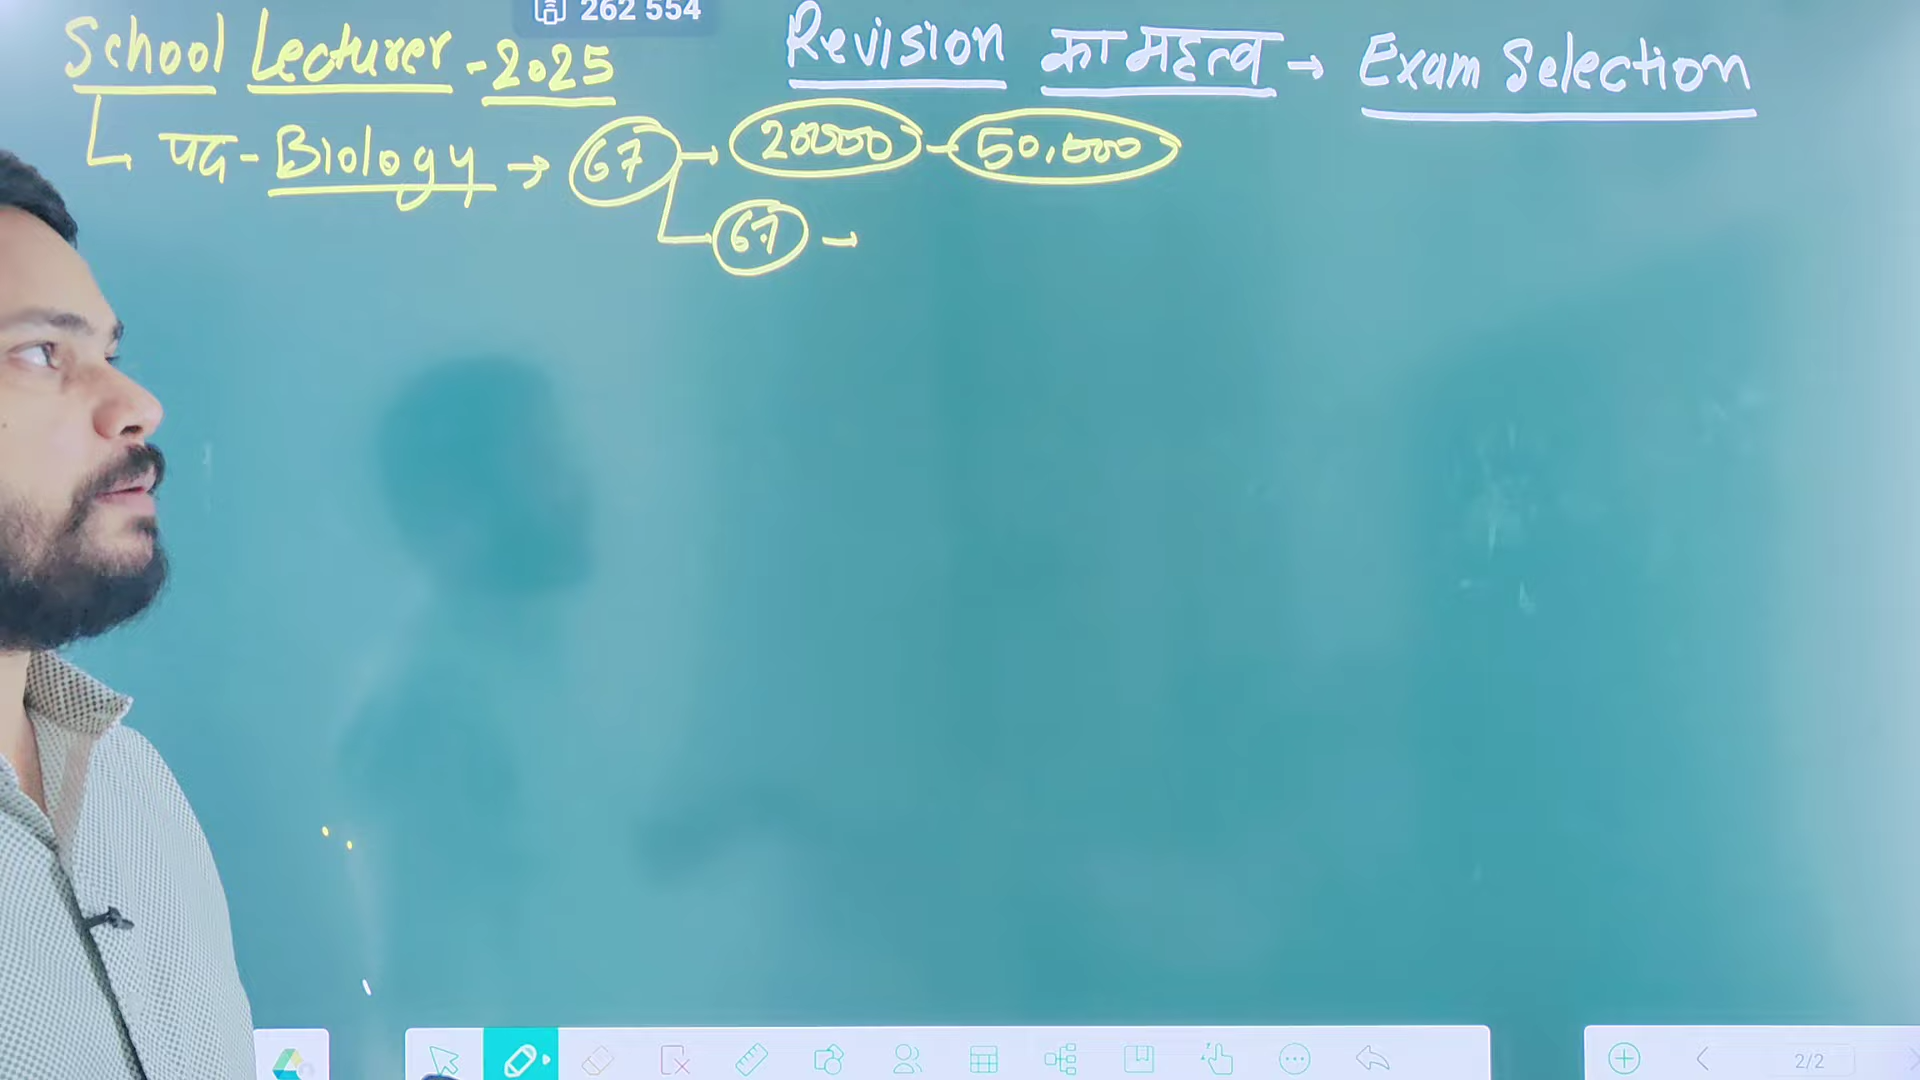 262 554
School Lecturer - 2025
Revision का महत्व → Exam Selection
पद - Biology → 67 → 20000 - 50,000
67 →
2/2